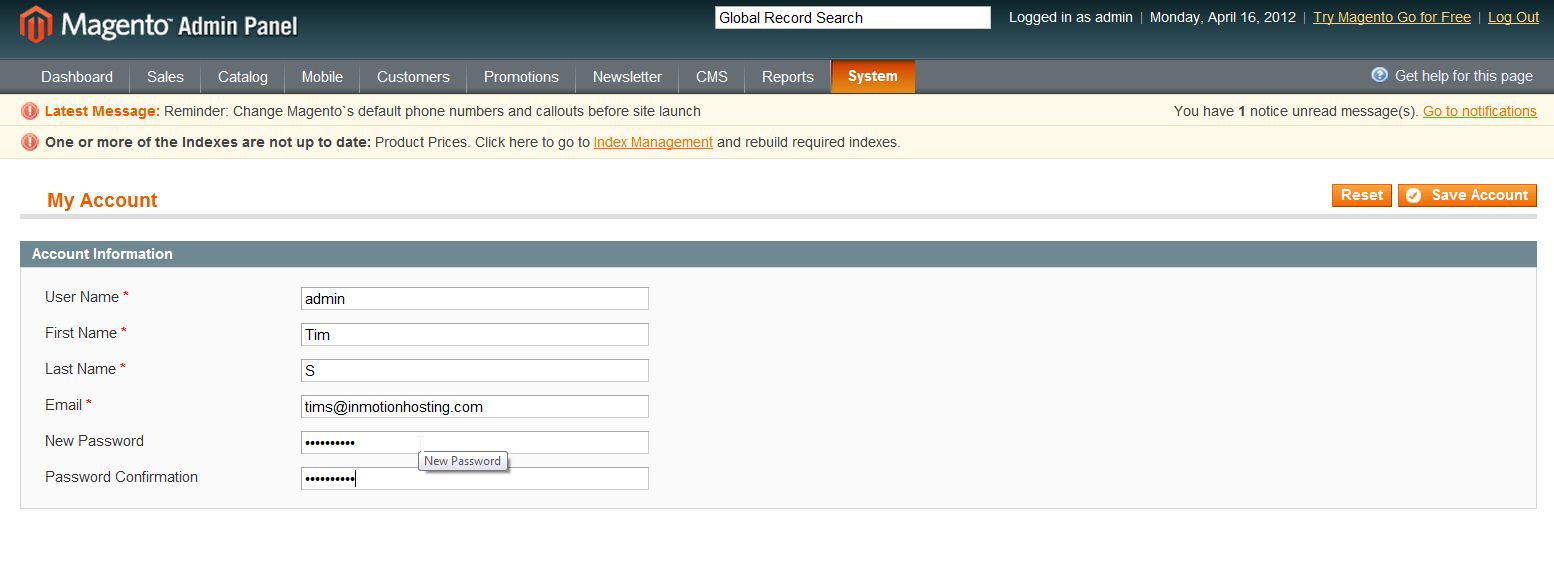 Magento™ Admin Panel
Global Record Search
Logged in as admin | Monday, April 16, 2012 | Try Magento Go for Free | Log Out
Dashboard Sales Catalog Mobile Customers Promotions Newsletter CMS Reports System Get help for this page
Latest Message: Reminder: Change Magento`s default phone numbers and callouts before site launch You have 1 notice unread message(s). Go to notifications
One or more of the Indexes are not up to date: Product Prices. Click here to go to Index Management and rebuild required indexes.
My Account Reset Save Account
Account Information
User Name * admin
First Name * Tim
Last Name * S
Email * tims@inmotionhosting.com
New Password ••••••••••
New Password
Password Confirmation ••••••••••